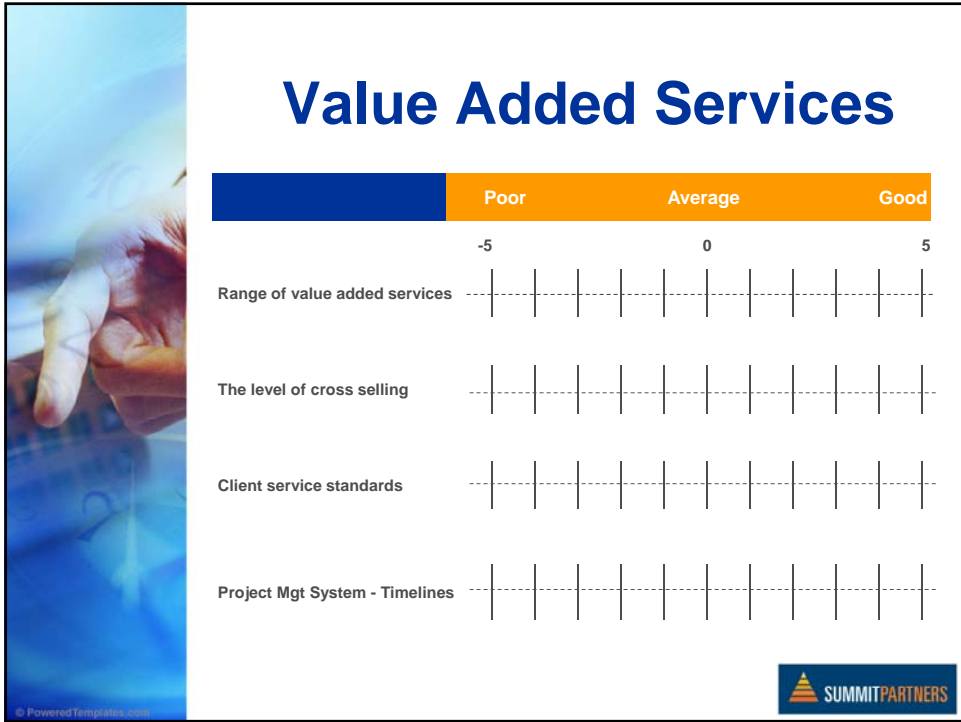 Value Added Services
Poor Average Good
-5 0 5
Range of value added services
The level of cross selling
Client service standards
Project Mgt System - Timelines
SUMMITPARTNERS
© PoweredTemplates.com